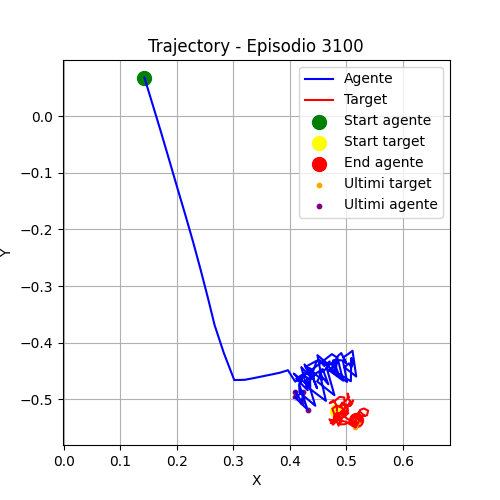 Trajectory - Episodio 3100
Agente
Target
Start agente
Start target
End agente
Ultimi target
Ultimi agente
Y
0.0
−0.1
−0.2
−0.3
−0.4
−0.5
0.0 0.1 0.2 0.3 0.4 0.5 0.6
X